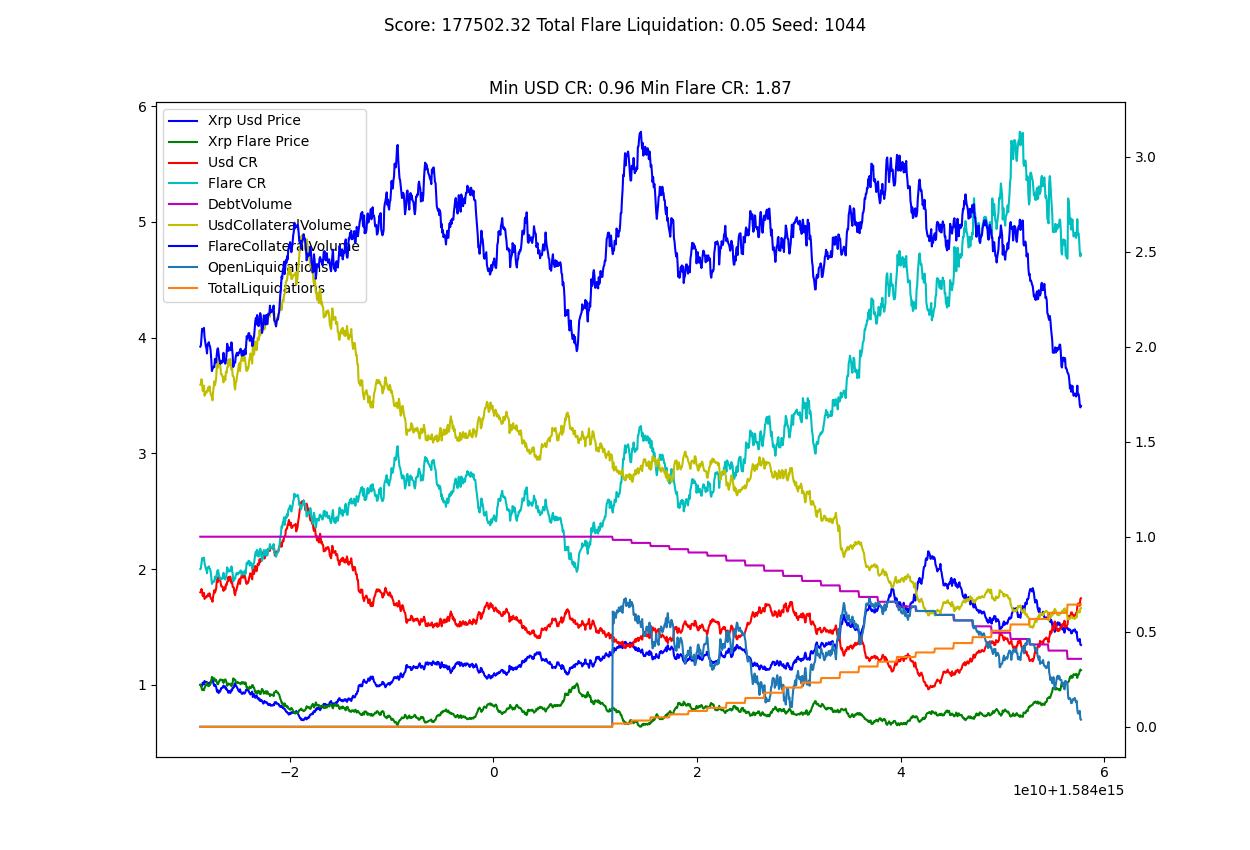 Score: 177502.32 Total Flare Liquidation: 0.05 Seed: 1044
Min USD CR: 0.96 Min Flare CR: 1.87
Xrp Usd Price
Xrp Flare Price
Usd CR
Flare CR
DebtVolume
UsdCollateralVolume
FlareCollateralVolume
OpenLiquidations
TotalLiquidations
6
5
4
3
2
1
3.0
2.5
2.0
1.5
1.0
0.5
0.0
−2
0
2
4
6
1e10+1.584e15